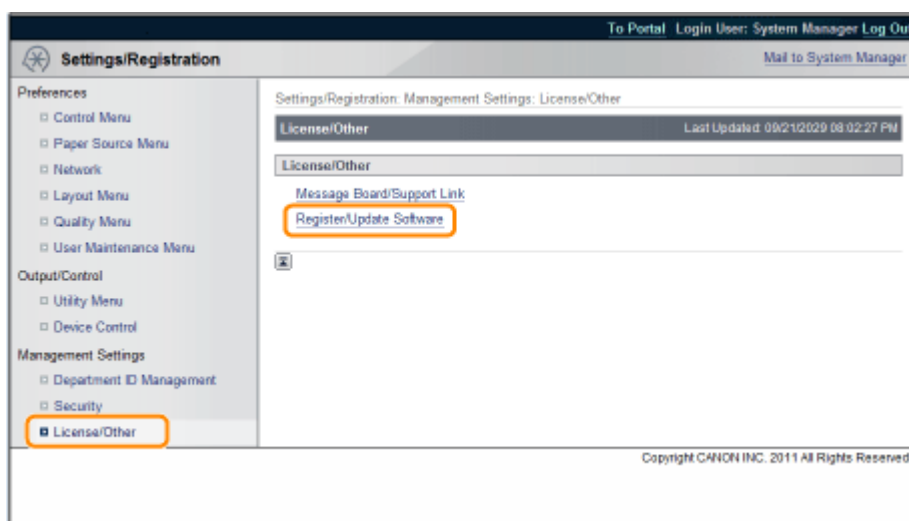 To Portal Login User: System Manager Log Ou
Settings/Registration
Mail to System Manager
Preferences
Control Menu
Paper Source Menu
Network
Layout Menu
Quality Menu
User Maintenance Menu
Output/Control
Utility Menu
Device Control
Management Settings
Department ID Management
Security
License/Other
Settings/Registration: Management Settings: License/Other
License/Other Last Updated: 09/21/2029 08:02:27 PM
License/Other
Message Board/Support Link
Register/Update Software
Copyright CANON INC. 2011 All Rights Reserved